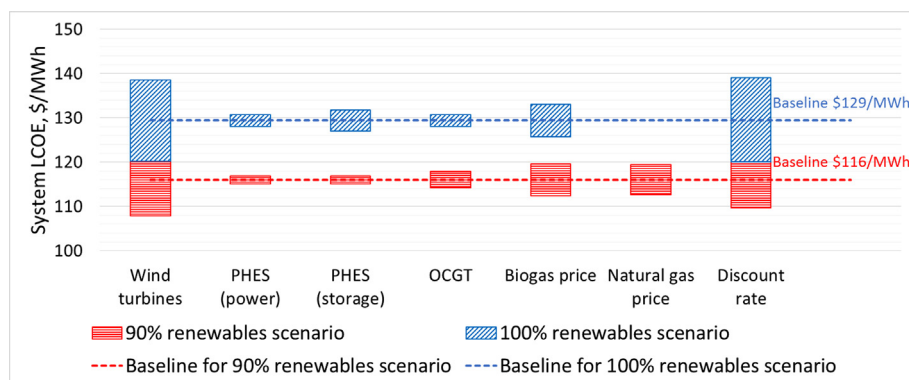 System LCOE, $/MWh
150
140
130
120
110
100
Baseline $129/MWh
Baseline $116/MWh
Wind
turbines
PHES
(power)
PHES
(storage)
OCGT
Biogas price
Natural gas
price
Discount
rate
90% renewables scenario
100% renewables scenario
Baseline for 90% renewables scenario
Baseline for 100% renewables scenario